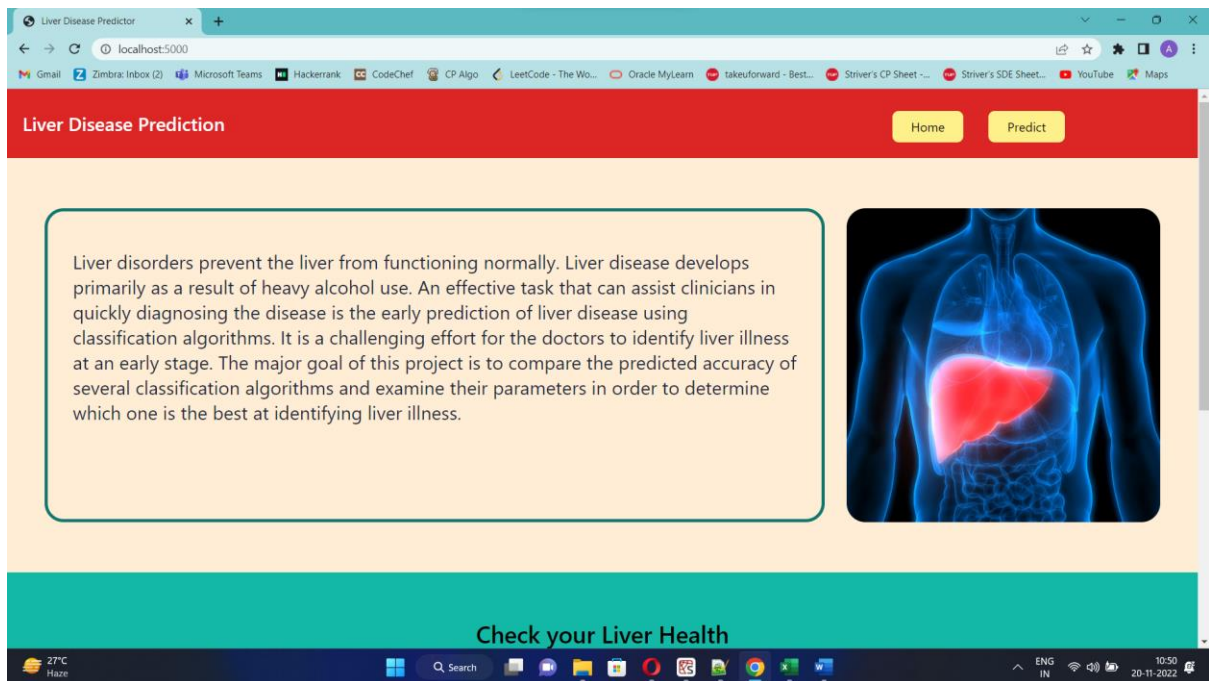 Liver Disease Predictor
localhost:5000
Gmail Zimbra: Inbox (2) Microsoft Teams Hackerrank CodeChef CP Algo LeetCode - The Wo... Oracle MyLearn takeuforward - Best... Striver's CP Sheet -... Striver's SDE Sheet... YouTube Maps
Liver Disease Prediction Home Predict
Liver disorders prevent the liver from functioning normally. Liver disease develops
primarily as a result of heavy alcohol use. An effective task that can assist clinicians in
quickly diagnosing the disease is the early prediction of liver disease using
classification algorithms. It is a challenging effort for the doctors to identify liver illness
at an early stage. The major goal of this project is to compare the predicted accuracy of
several classification algorithms and examine their parameters in order to determine
which one is the best at identifying liver illness.
Check your Liver Health
27°C
Haze
Search
ENG
IN
10:50
20-11-2022